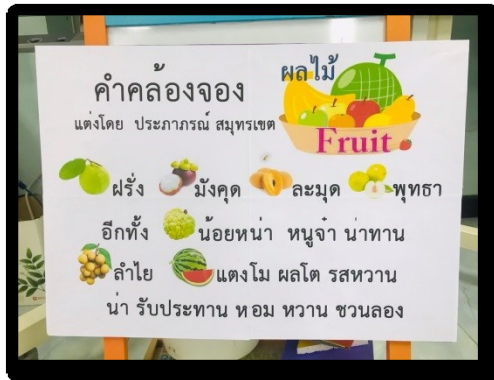 ผลไม้
คำคล้องจอง
แต่งโดย ประภาภรณ์ สมุทรเขต
Fruit
ฝรั่ง มังคุด ละมุด พุทธา
อีกทั้ง น้อยหน่า หนูจ๋า น่าทาน
ลำไย แตงโม ผลโต รสหวาน
น่า รับประทาน หอม หวาน ชวนลอง